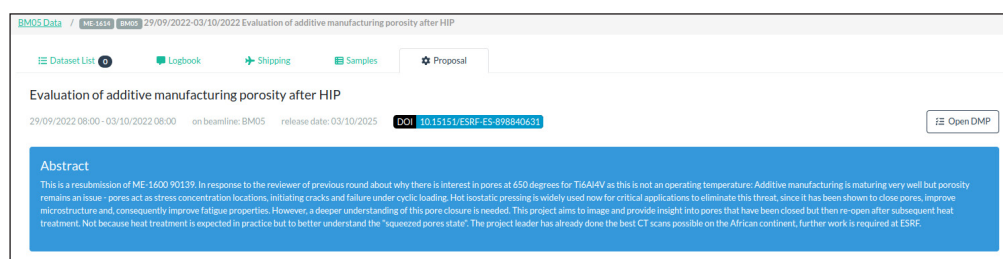 BM05 Data / ME-1614 BM05 29/09/2022-03/10/2022 Evaluation of additive manufacturing porosity after HIP
Dataset List 0 Logbook Shipping Samples Proposal
Evaluation of additive manufacturing porosity after HIP
29/09/2022 08:00 - 03/10/2022 08:00 on beamline: BM05 release date: 03/10/2025 DOI 10.15151/ESRF-ES-898840631 Open DMP
Abstract
This is a resubmission of ME-1600 90139. In response to the reviewer of previous round about why there is interest in pores at 650 degrees for Ti6Al4V as this is not an operating temperature: Additive manufacturing is maturing very well but porosity
remains an issue - pores act as stress concentration locations, initiating cracks and failure under cyclic loading. Hot isostatic pressing is widely used now for critical applications to eliminate this threat, since it has been shown to close pores, improve
microstructure and, consequently improve fatigue properties. However, a deeper understanding of this pore closure is needed. This project aims to image and provide insight into pores that have been closed but then re-open after subsequent heat
treatment. Not because heat treatment is expected in practice but to better understand the "squeezed pores state". The project leader has already done the best CT scans possible on the African continent, further work is required at ESRF.